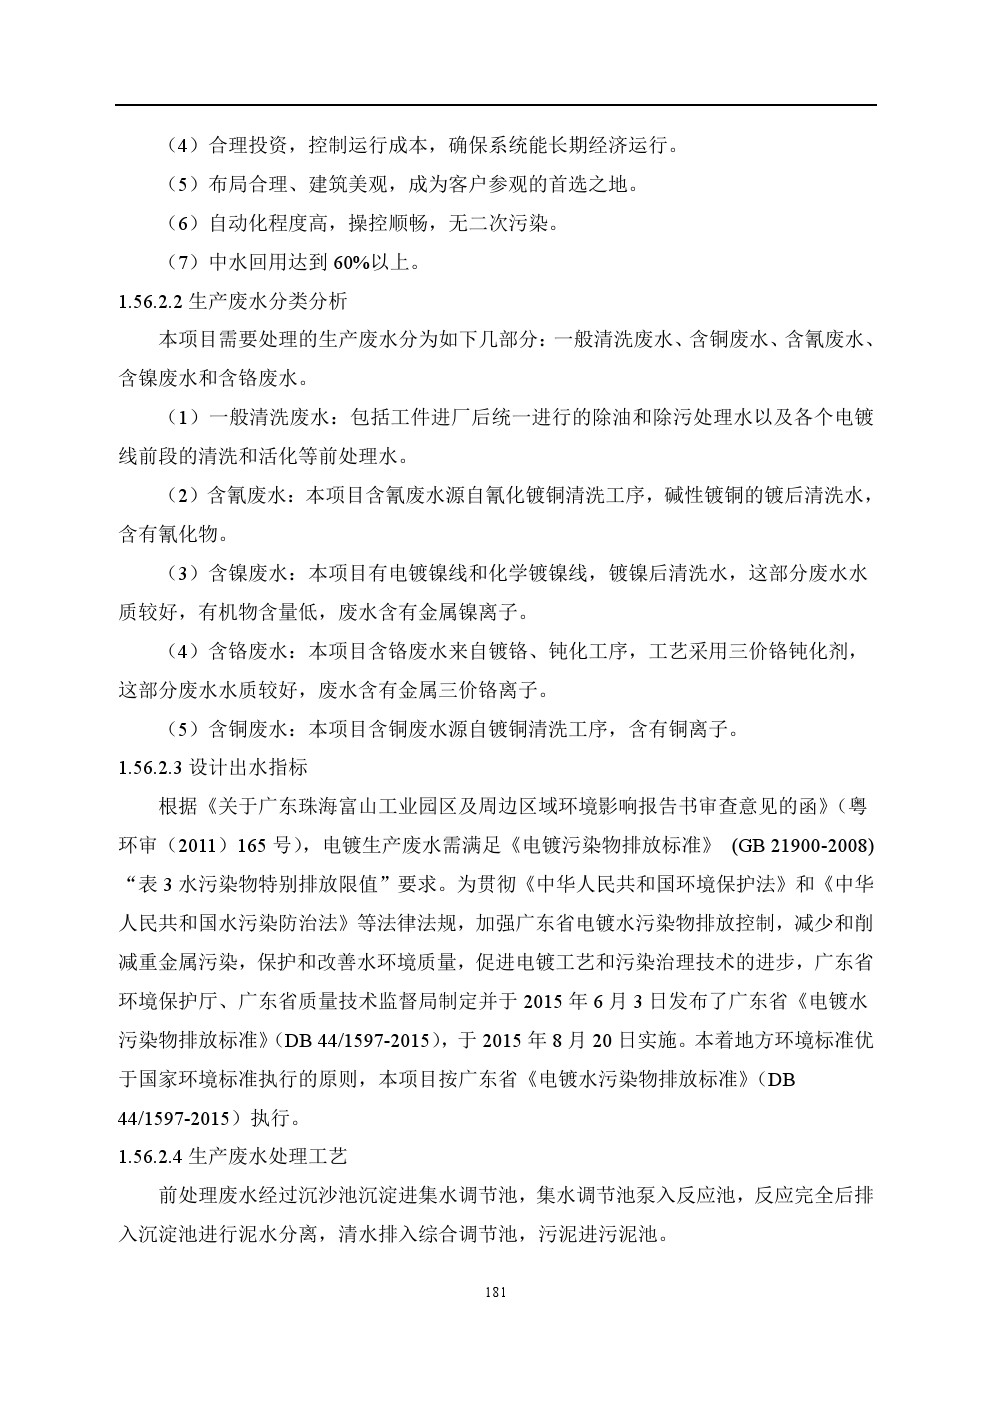 （4）合理投资，控制运行成本，确保系统能长期经济运行。
（5）布局合理、建筑美观，成为客户参观的首选之地。
（6）自动化程度高，操控顺畅，无二次污染。
（7）中水回用达到 60%以上。
1.56.2.2 生产废水分类分析
本项目需要处理的生产废水分为如下几部分：一般清洗废水、含铜废水、含氰废水、
含镍废水和含铬废水。
（1）一般清洗废水：包括工件进厂后统一进行的除油和除污处理水以及各个电镀
线前段的清洗和活化等前处理水。
（2）含氰废水：本项目含氰废水源自氰化镀铜清洗工序，碱性镀铜的镀后清洗水，
含有氰化物。
（3）含镍废水：本项目有电镀镍线和化学镀镍线，镀镍后清洗水，这部分废水水
质较好，有机物含量低，废水含有金属镍离子。
（4）含铬废水：本项目含铬废水来自镀铬、钝化工序，工艺采用三价铬钝化剂，
这部分废水水质较好，废水含有金属三价铬离子。
（5）含铜废水：本项目含铜废水源自镀铜清洗工序，含有铜离子。
1.56.2.3 设计出水指标
根据《关于广东珠海富山工业园区及周边区域环境影响报告书审查意见的函》（粤
环审（2011）165 号），电镀生产废水需满足《电镀污染物排放标准》 (GB 21900-2008)
“表 3 水污染物特别排放限值”要求。为贯彻《中华人民共和国环境保护法》和《中华
人民共和国水污染防治法》等法律法规，加强广东省电镀水污染物排放控制，减少和削
减重金属污染，保护和改善水环境质量，促进电镀工艺和污染治理技术的进步，广东省
环境保护厅、广东省质量技术监督局制定并于 2015 年 6 月 3 日发布了广东省《电镀水
污染物排放标准》（DB 44/1597-2015），于 2015 年 8 月 20 日实施。本着地方环境标准优
于国家环境标准执行的原则，本项目按广东省《电镀水污染物排放标准》（DB
44/1597-2015）执行。
1.56.2.4 生产废水处理工艺
前处理废水经过沉沙池沉淀进集水调节池，集水调节池泵入反应池，反应完全后排
入沉淀池进行泥水分离，清水排入综合调节池，污泥进污泥池。
181